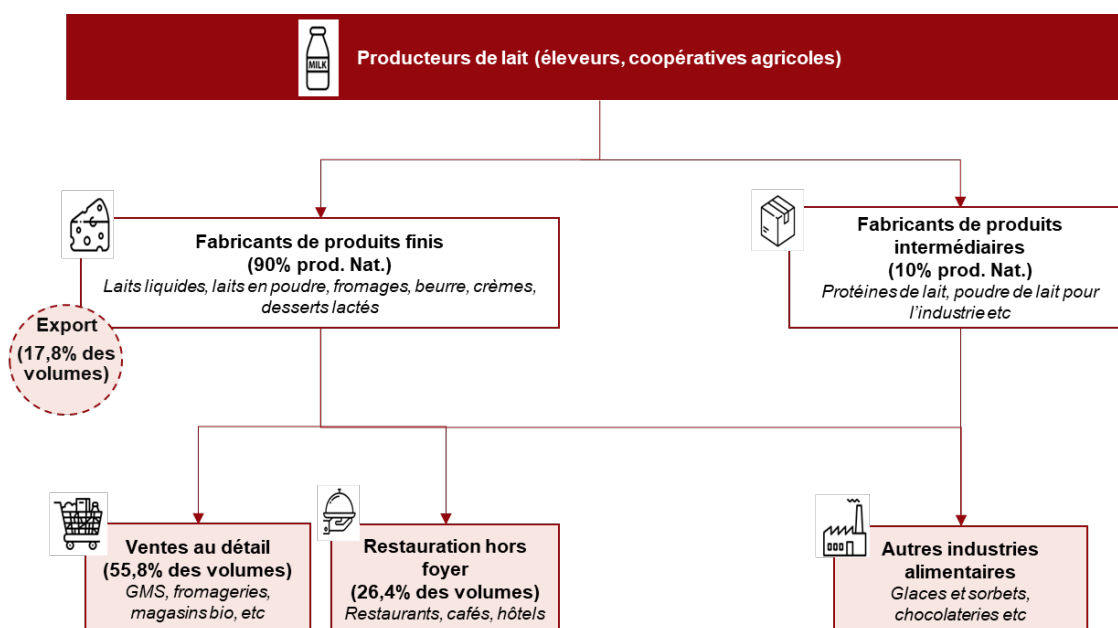 MILK
Producteurs de lait (éleveurs, coopératives agricoles)
Fabricants de produits finis
(90% prod. Nat.)
Laits liquides, laits en poudre, fromages, beurre, crèmes,
desserts lactés
Fabricants de produits
intermédiaires
(10% prod. Nat.)
Protéines de lait, poudre de lait pour
l'industrie etc
Export
(17,8% des
volumes)
Ventes au détail
(55,8% des volumes)
GMS, fromageries,
magasins bio, etc
Restauration hors
foyer
(26,4% des volumes)
Restaurants, cafés, hôtels
Autres industries
alimentaires
Glaces et sorbets,
chocolateries etc